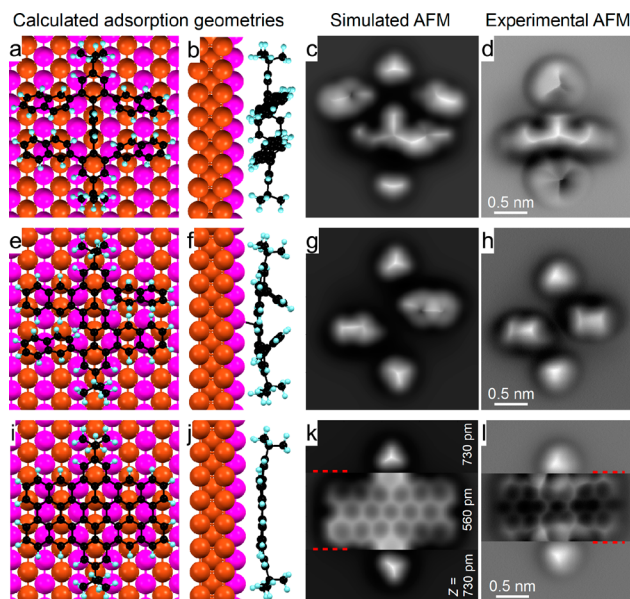 Calculated adsorption geometries
Simulated AFM
Experimental AFM
a
b
c
d
0.5 nm
e
f
g
h
0.5 nm
i
j
k
730 pm
560 pm
Z =
730 pm
l
0.5 nm